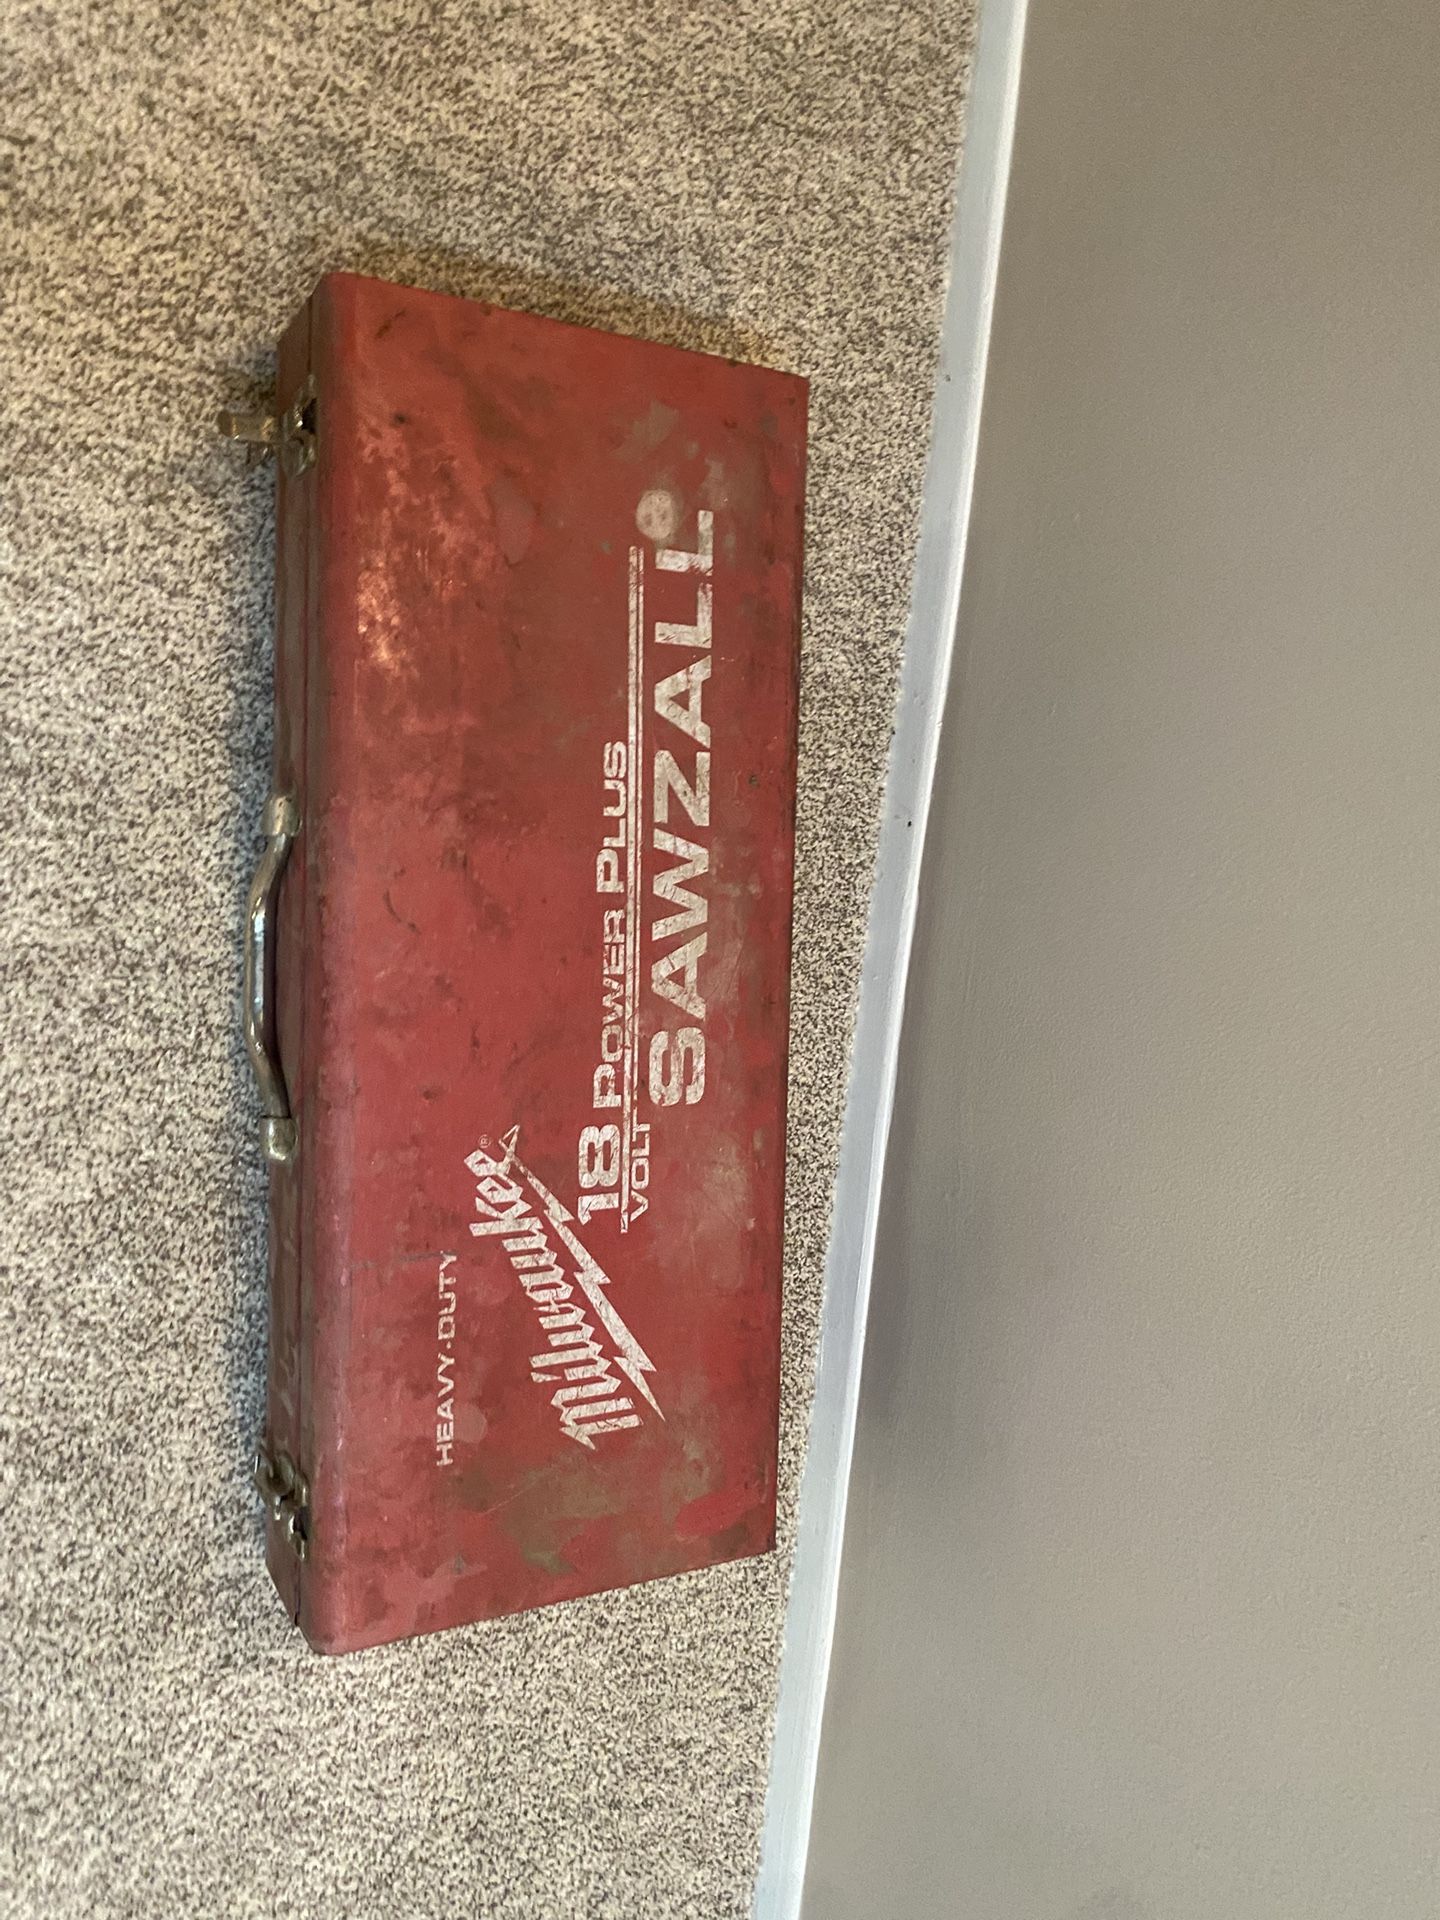 HEAVY-DUTY
Milwaukee®
18 POWER PLUS
VOLT
SAWZALL®